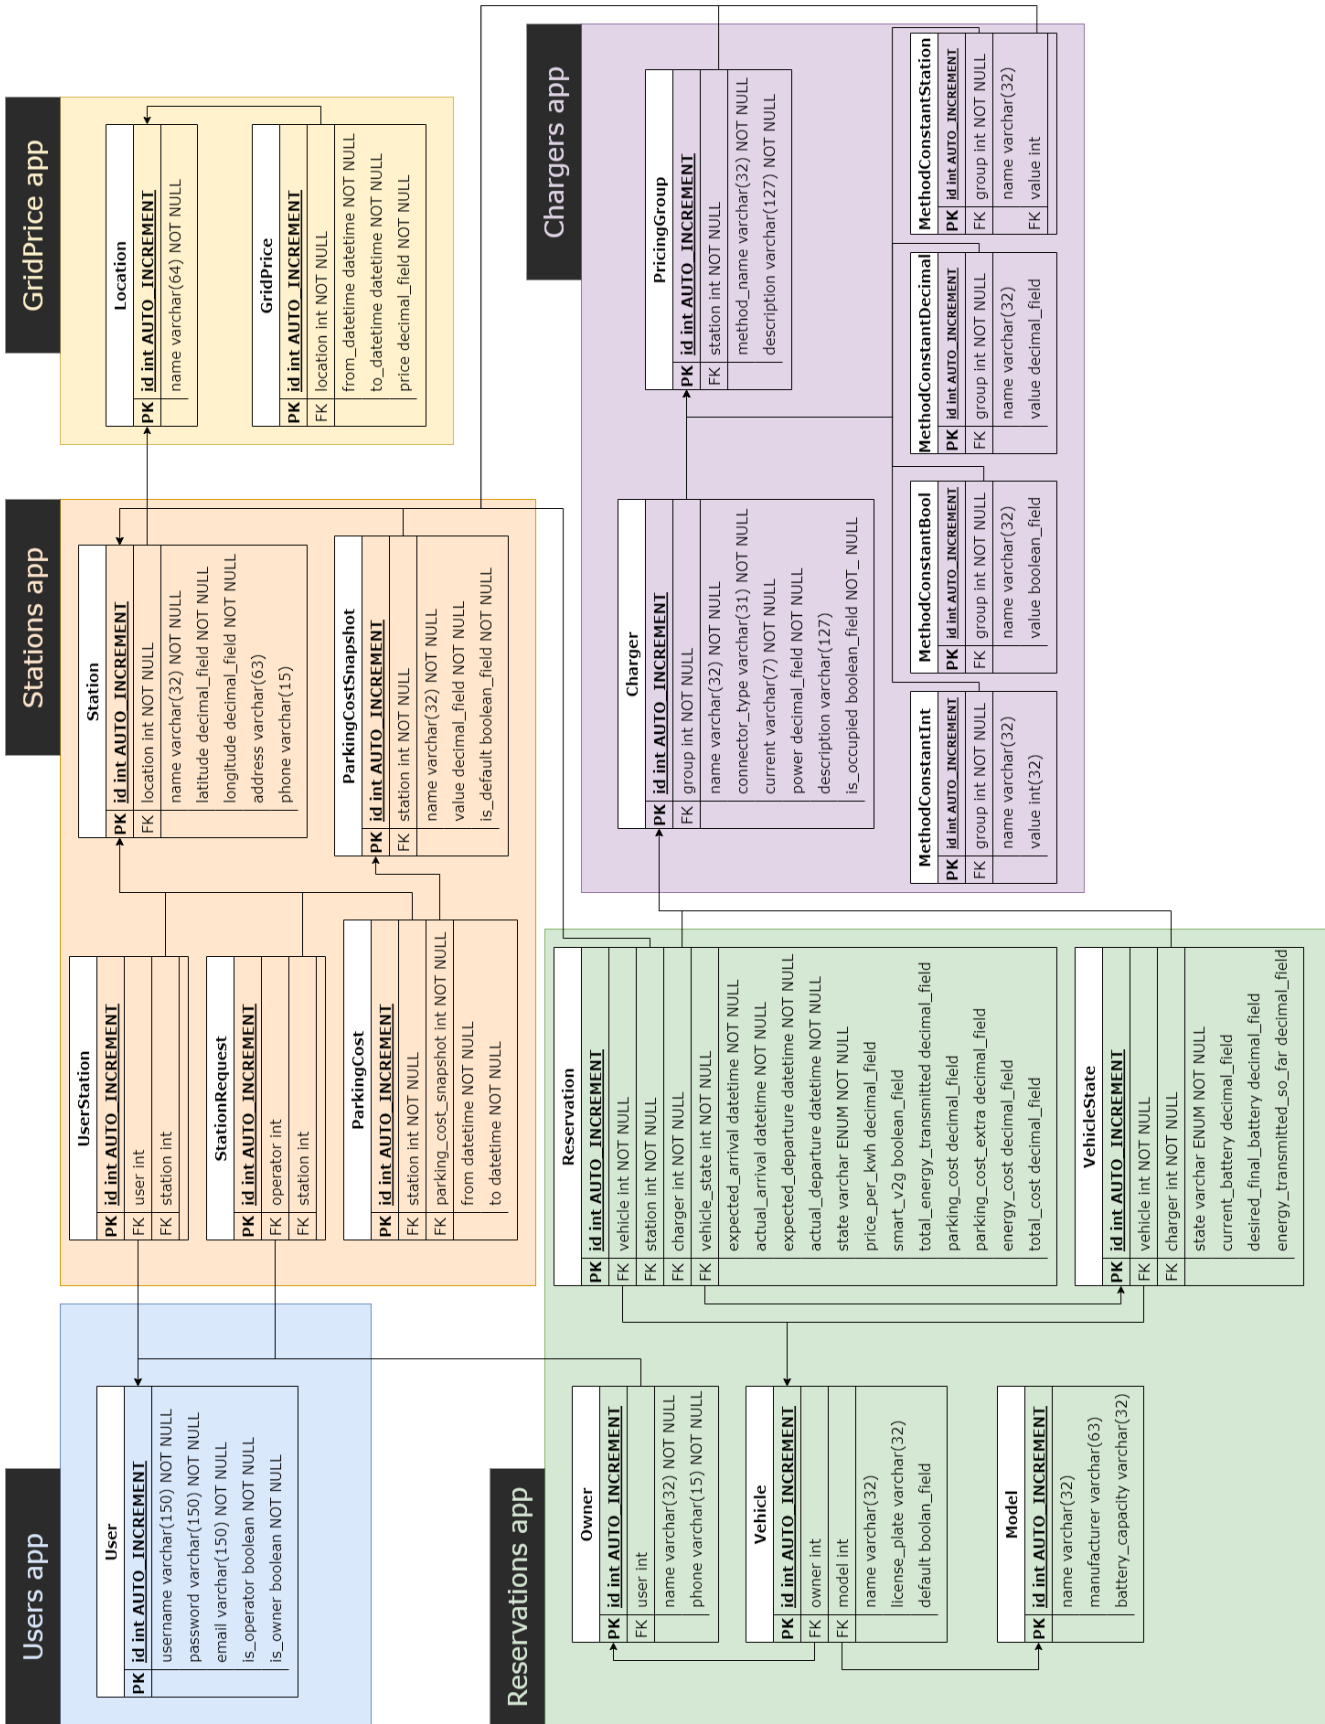 Users app
User
PK id int AUTO_INCREMENT
username varchar(150) NOT NULL
password varchar(150) NOT NULL
email varchar(150) NOT NULL
is_operator boolean NOT NULL
is_owner boolean NOT NULL
Stations app
UserStation
PK id int AUTO_INCREMENT
FK user int
FK station int
StationRequest
PK id int AUTO_INCREMENT
FK operator int
FK station int
ParkingCost
PK id int AUTO_INCREMENT
FK station int NOT NULL
FK parking_cost_snapshot int NOT NULL
from datetime NOT NULL
to datetime NOT NULL
Station
PK id int AUTO_INCREMENT
FK location int NOT NULL
name varchar(32) NOT NULL
latitude decimal_field NOT NULL
longitude decimal_field NOT NULL
address varchar(63)
phone varchar(15)
ParkingCostSnapshot
PK id int AUTO_INCREMENT
FK station int NOT NULL
name varchar(32) NOT NULL
value decimal_field NOT NULL
is_default boolean_field NOT NULL
GridPrice app
Location
PK id int AUTO_INCREMENT
name varchar(64) NOT NULL
GridPrice
PK id int AUTO_INCREMENT
FK location int NOT NULL
from_datetime datetime NOT NULL
to_datetime datetime NOT NULL
price decimal_field NOT NULL
Reservations app
Owner
PK id int AUTO_INCREMENT
FK user int
name varchar(32) NOT NULL
phone varchar(15) NOT NULL
Vehicle
PK id int AUTO_INCREMENT
FK owner int
FK model int
name varchar(32)
license_plate varchar(32)
default boolan_field
Model
PK id int AUTO_INCREMENT
name varchar(32)
manufacturer varchar(63)
battery_capacity varchar(32)
Reservation
PK id int AUTO_INCREMENT
FK vehicle int NOT NULL
FK station int NOT NULL
FK charger int NOT NULL
FK vehicle_state int NOT NULL
expected_arrival datetime NOT NULL
actual_arrival datetime NOT NULL
expected_departure datetime NOT NULL
actual_departure datetime NOT NULL
state varchar ENUM NOT NULL
price_per_kwh decimal_field
smart_v2g boolean_field
total_energy_transmitted decimal_field
parking_cost decimal_field
parking_cost_extra decimal_field
energy_cost decimal_field
total_cost decimal_field
VehicleState
PK id int AUTO_INCREMENT
FK vehicle int NOT NULL
FK charger int NOT NULL
state varchar ENUM NOT NULL
current_battery decimal_field
desired_final_battery decimal_field
energy_transmitted_so_far decimal_field
Chargers app
Charger
PK id int AUTO_INCREMENT
FK group int NOT NULL
name varchar(32) NOT NULL
connector_type varchar(31) NOT NULL
current varchar(7) NOT NULL
power decimal_field NOT NULL
description varchar(127)
is_occupied boolean_field NOT_ NULL
PricingGroup
PK id int AUTO_INCREMENT
FK station int NOT NULL
method_name varchar(32) NOT NULL
description varchar(127) NOT NULL
MethodConstantInt
PK id int AUTO_INCREMENT
FK group int NOT NULL
name varchar(32)
value int(32)
MethodConstantBool
PK id int AUTO_INCREMENT
FK group int NOT NULL
name varchar(32)
value boolean_field
MethodConstantDecimal
PK id int AUTO_INCREMENT
FK group int NOT NULL
name varchar(32)
value decimal_field
MethodConstantStation
PK id int AUTO_INCREMENT
FK group int NOT NULL
name varchar(32)
FK value int